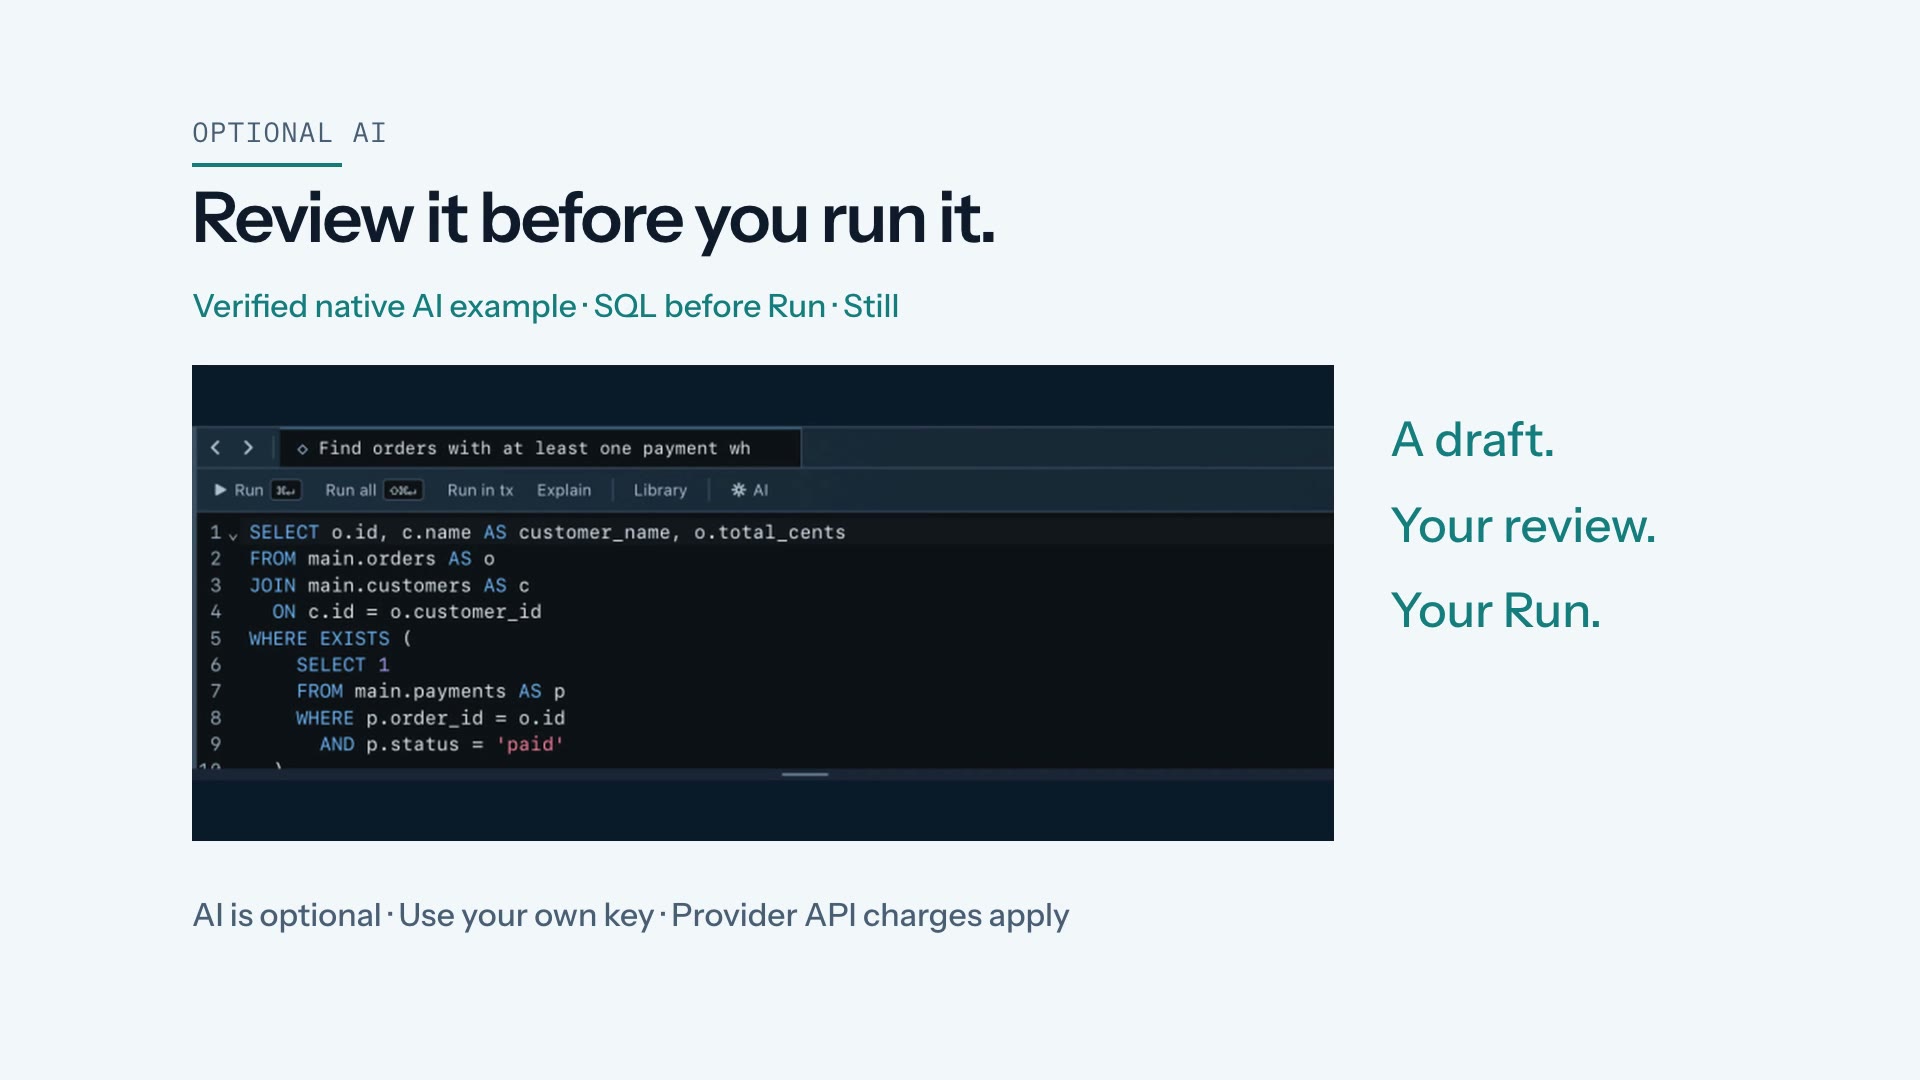 OPTIONAL AI
Review it before you run it.
Verified native AI example · SQL before Run · Still
Find orders with at least one payment wh
Run ⌘↵ Run all ⇧⌘↵ Run in tx Explain Library AI
1 SELECT o.id, c.name AS customer_name, o.total_cents
2 FROM main.orders AS o
3 JOIN main.customers AS c
4 ON c.id = o.customer_id
5 WHERE EXISTS (
6 SELECT 1
7 FROM main.payments AS p
8 WHERE p.order_id = o.id
9 AND p.status = 'paid'
10 )
A draft.
Your review.
Your Run.
AI is optional · Use your own key · Provider API charges apply